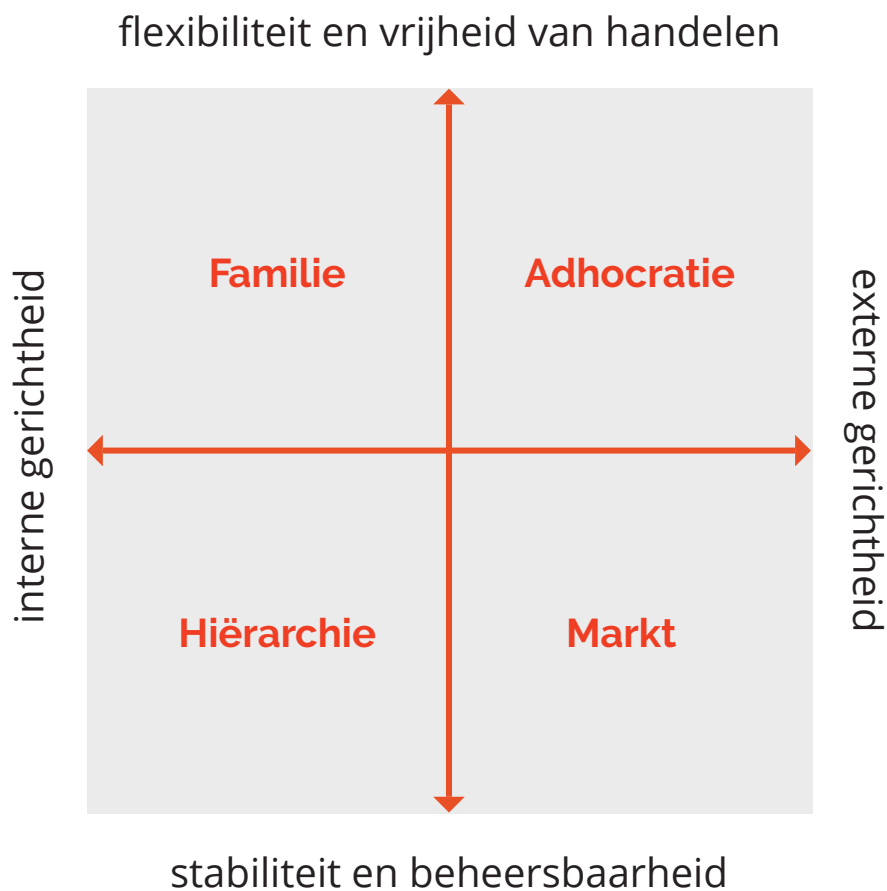 flexibiliteit en vrijheid van handelen
Familie
Adhocratie
interne gerichtheid
externe gerichtheid
Hiërarchie
Markt
stabiliteit en beheersbaarheid